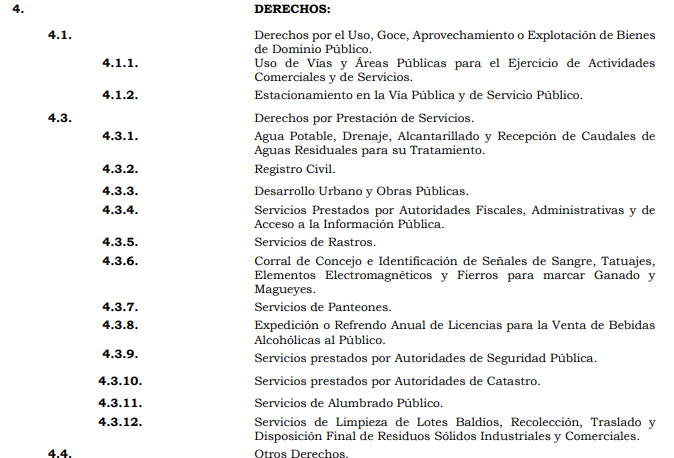 4. DERECHOS:
4.1. Derechos por el Uso, Goce, Aprovechamiento o Explotación de Bienes
de Dominio Público.
4.1.1. Uso de Vías y Áreas Públicas para el Ejercicio de Actividades
Comerciales y de Servicios.
4.1.2. Estacionamiento en la Vía Pública y de Servicio Público.
4.3. Derechos por Prestación de Servicios.
4.3.1. Agua Potable, Drenaje, Alcantarillado y Recepción de Caudales de
Aguas Residuales para su Tratamiento.
4.3.2. Registro Civil.
4.3.3. Desarrollo Urbano y Obras Públicas.
4.3.4. Servicios Prestados por Autoridades Fiscales, Administrativas y de
Acceso a la Información Pública.
4.3.5. Servicios de Rastros.
4.3.6. Corral de Concejo e Identificación de Señales de Sangre, Tatuajes,
Elementos Electromagnéticos y Fierros para marcar Ganado y
Magueyes.
4.3.7. Servicios de Panteones.
4.3.8. Expedición o Refrendo Anual de Licencias para la Venta de Bebidas
Alcohólicas al Público.
4.3.9. Servicios prestados por Autoridades de Seguridad Pública.
4.3.10. Servicios prestados por Autoridades de Catastro.
4.3.11. Servicios de Alumbrado Público.
4.3.12. Servicios de Limpieza de Lotes Baldíos, Recolección, Traslado y
Disposición Final de Residuos Sólidos Industriales y Comerciales.
4.4. Otros Derechos.